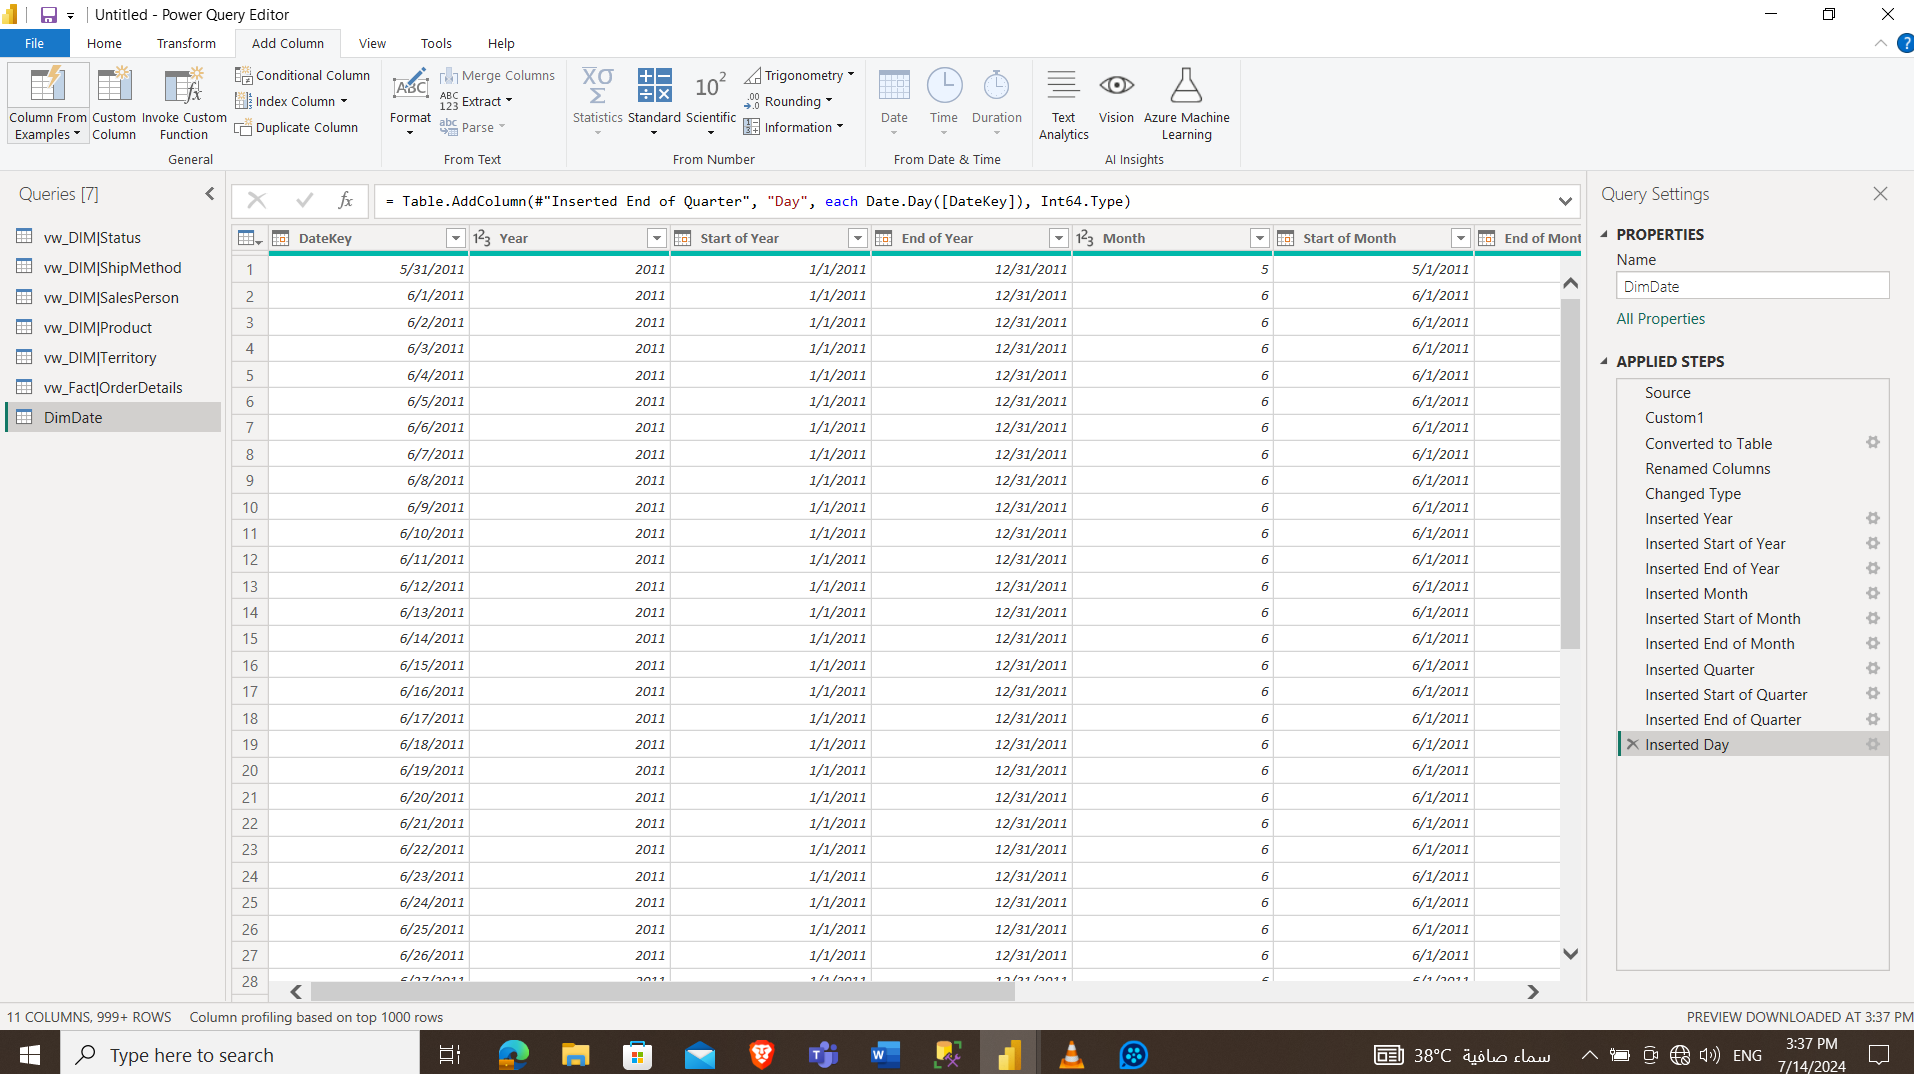 Untitled - Power Query Editor
File Home Transform Add Column View Tools Help
Column From Examples
Custom Column
Invoke Custom Function
Conditional Column
Index Column
Duplicate Column
General
Format
Merge Columns
Extract
Parse
From Text
Statistics
Standard
Scientific
Trigonometry
Rounding
Information
From Number
Date
Time
Duration
From Date & Time
Text Analytics
Vision
Azure Machine Learning
AI Insights
Queries [7]
vw_DIM|Status
vw_DIM|ShipMethod
vw_DIM|SalesPerson
vw_DIM|Product
vw_DIM|Territory
vw_Fact|OrderDetails
DimDate
= Table.AddColumn(#"Inserted End of Quarter", "Day", each Date.Day([DateKey]), Int64.Type)
DateKey Year Start of Year End of Year Month Start of Month End of Mont
1 5/31/2011 2011 1/1/2011 12/31/2011 5 5/1/2011
2 6/1/2011 2011 1/1/2011 12/31/2011 6 6/1/2011
3 6/2/2011 2011 1/1/2011 12/31/2011 6 6/1/2011
4 6/3/2011 2011 1/1/2011 12/31/2011 6 6/1/2011
5 6/4/2011 2011 1/1/2011 12/31/2011 6 6/1/2011
6 6/5/2011 2011 1/1/2011 12/31/2011 6 6/1/2011
7 6/6/2011 2011 1/1/2011 12/31/2011 6 6/1/2011
8 6/7/2011 2011 1/1/2011 12/31/2011 6 6/1/2011
9 6/8/2011 2011 1/1/2011 12/31/2011 6 6/1/2011
10 6/9/2011 2011 1/1/2011 12/31/2011 6 6/1/2011
11 6/10/2011 2011 1/1/2011 12/31/2011 6 6/1/2011
12 6/11/2011 2011 1/1/2011 12/31/2011 6 6/1/2011
13 6/12/2011 2011 1/1/2011 12/31/2011 6 6/1/2011
14 6/13/2011 2011 1/1/2011 12/31/2011 6 6/1/2011
15 6/14/2011 2011 1/1/2011 12/31/2011 6 6/1/2011
16 6/15/2011 2011 1/1/2011 12/31/2011 6 6/1/2011
17 6/16/2011 2011 1/1/2011 12/31/2011 6 6/1/2011
18 6/17/2011 2011 1/1/2011 12/31/2011 6 6/1/2011
19 6/18/2011 2011 1/1/2011 12/31/2011 6 6/1/2011
20 6/19/2011 2011 1/1/2011 12/31/2011 6 6/1/2011
21 6/20/2011 2011 1/1/2011 12/31/2011 6 6/1/2011
22 6/21/2011 2011 1/1/2011 12/31/2011 6 6/1/2011
23 6/22/2011 2011 1/1/2011 12/31/2011 6 6/1/2011
24 6/23/2011 2011 1/1/2011 12/31/2011 6 6/1/2011
25 6/24/2011 2011 1/1/2011 12/31/2011 6 6/1/2011
26 6/25/2011 2011 1/1/2011 12/31/2011 6 6/1/2011
27 6/26/2011 2011 1/1/2011 12/31/2011 6 6/1/2011
28 6/27/2011 2011 1/1/2011 12/31/2011 6 6/1/2011
Query Settings
PROPERTIES
Name
DimDate
All Properties
APPLIED STEPS
Source
Custom1
Converted to Table
Renamed Columns
Changed Type
Inserted Year
Inserted Start of Year
Inserted End of Year
Inserted Month
Inserted Start of Month
Inserted End of Month
Inserted Quarter
Inserted Start of Quarter
Inserted End of Quarter
Inserted Day
11 COLUMNS, 999+ ROWS Column profiling based on top 1000 rows
PREVIEW DOWNLOADED AT 3:37 PM
Type here to search
38°C سماء صافية
ENG
3:37 PM
7/14/2024